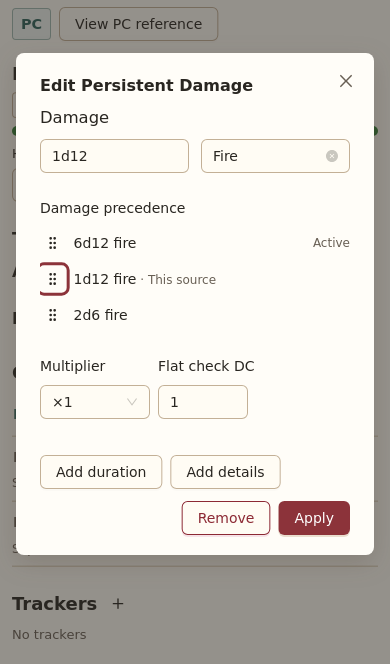 PC View PC reference
Edit Persistent Damage
Damage
1d12 Fire
Damage precedence
6d12 fire Active
1d12 fire · This source
2d6 fire
Multiplier Flat check DC
×1 1
Add duration Add details
Remove Apply
Trackers +
No trackers